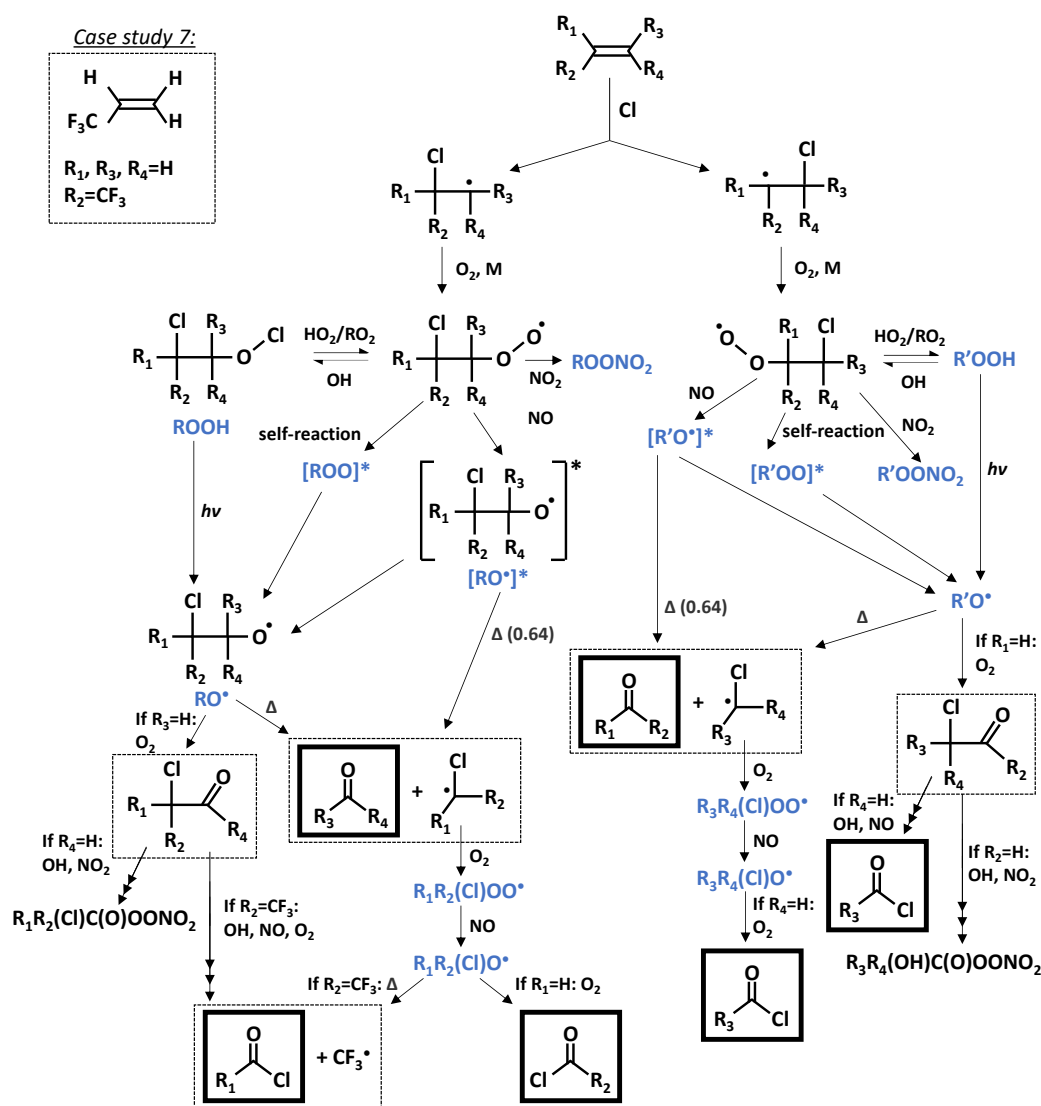 Case study 7:
H
H
F₃C
H
R₁, R₃, R₄=H
R₂=CF₃
R₁
R₃
R₂
R₄
Cl
Cl
R₁
R₃
R₂
R₄
Cl
R₁
R₃
R₂
R₄
O₂, M
O₂, M
Cl
R₃
Cl
O
R₁
R₂
R₄
ROOH
HO₂/RO₂
OH
Cl
R₃
O•
O
R₁
R₂
R₄
NO₂
ROONO₂
NO
•O
O
R₁
Cl
R₃
R₂
R₄
HO₂/RO₂
OH
R'OOH
NO
self-reaction
NO₂
[R'O•]*
[R'OO]*
R'OONO₂
hv
self-reaction
[ROO]*
hv
Cl
R₃
O•
R₁
R₂
R₄
*
[RO•]*
Δ (0.64)
Δ (0.64)
R'O•
Δ
If R₁=H:
O₂
Cl
R₃
O•
R₁
R₂
R₄
RO•
If R₃=H:
O₂
Δ
Cl
O
R₁
R₂
R₄
O
R₃
R₄
+
Cl
R₂
R₁
O
R₁
R₂
+
Cl
R₄
R₃
Cl
O
R₃
R₄
R₂
O₂
R₃R₄(Cl)OO•
NO
R₃R₄(Cl)O•
If R₄=H:
O₂
O
R₃
Cl
If R₄=H:
OH, NO
O
R₃
Cl
If R₂=H:
OH, NO₂
R₃R₄(OH)C(O)OONO₂
If R₄=H:
OH, NO₂
R₁R₂(Cl)C(O)OONO₂
If R₂=CF₃:
OH, NO, O₂
O₂
R₁R₂(Cl)OO•
NO
R₁R₂(Cl)O•
If R₂=CF₃: Δ
If R₁=H: O₂
O
R₁
Cl
+ CF₃•
O
Cl
R₂